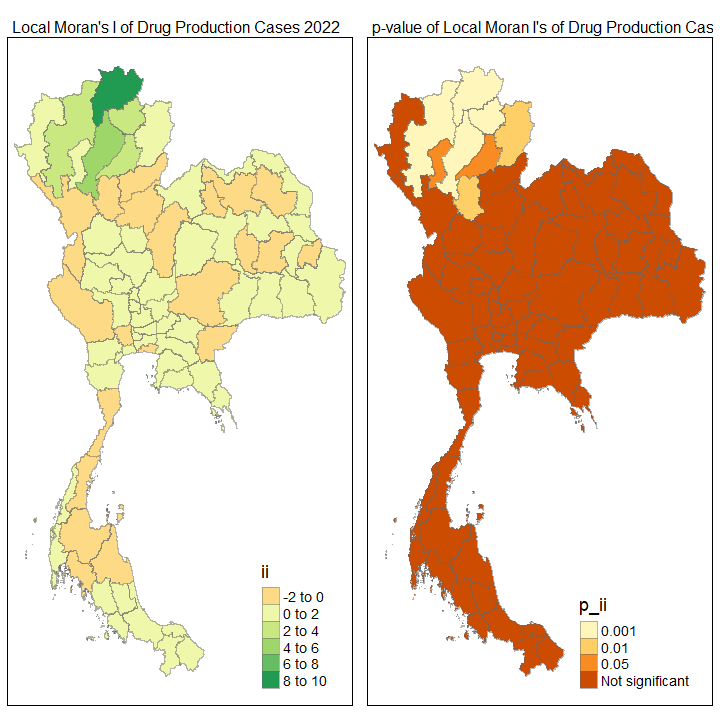 Local Moran's I of Drug Production Cases 2022
p-value of Local Moran I's of Drug Production Cas
ii
-2 to 0
0 to 2
2 to 4
4 to 6
6 to 8
8 to 10
p_ii
0.001
0.01
0.05
Not significant